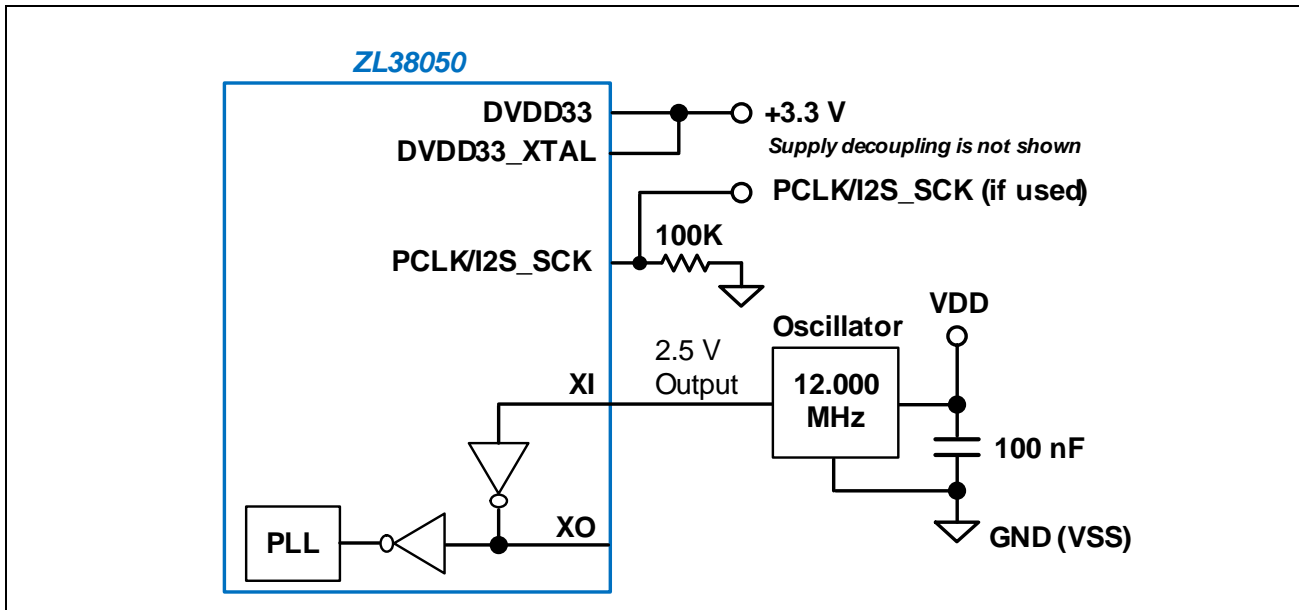 ZL38050
DVDD33
+3.3 V
DVDD33_XTAL
Supply decoupling is not shown
PCLK/I2S_SCK (if used)
100K
PCLK/I2S_SCK
VDD
Oscillator
2.5 V
Output
XI
12.000
MHz
100 nF
XO
PLL
GND (VSS)